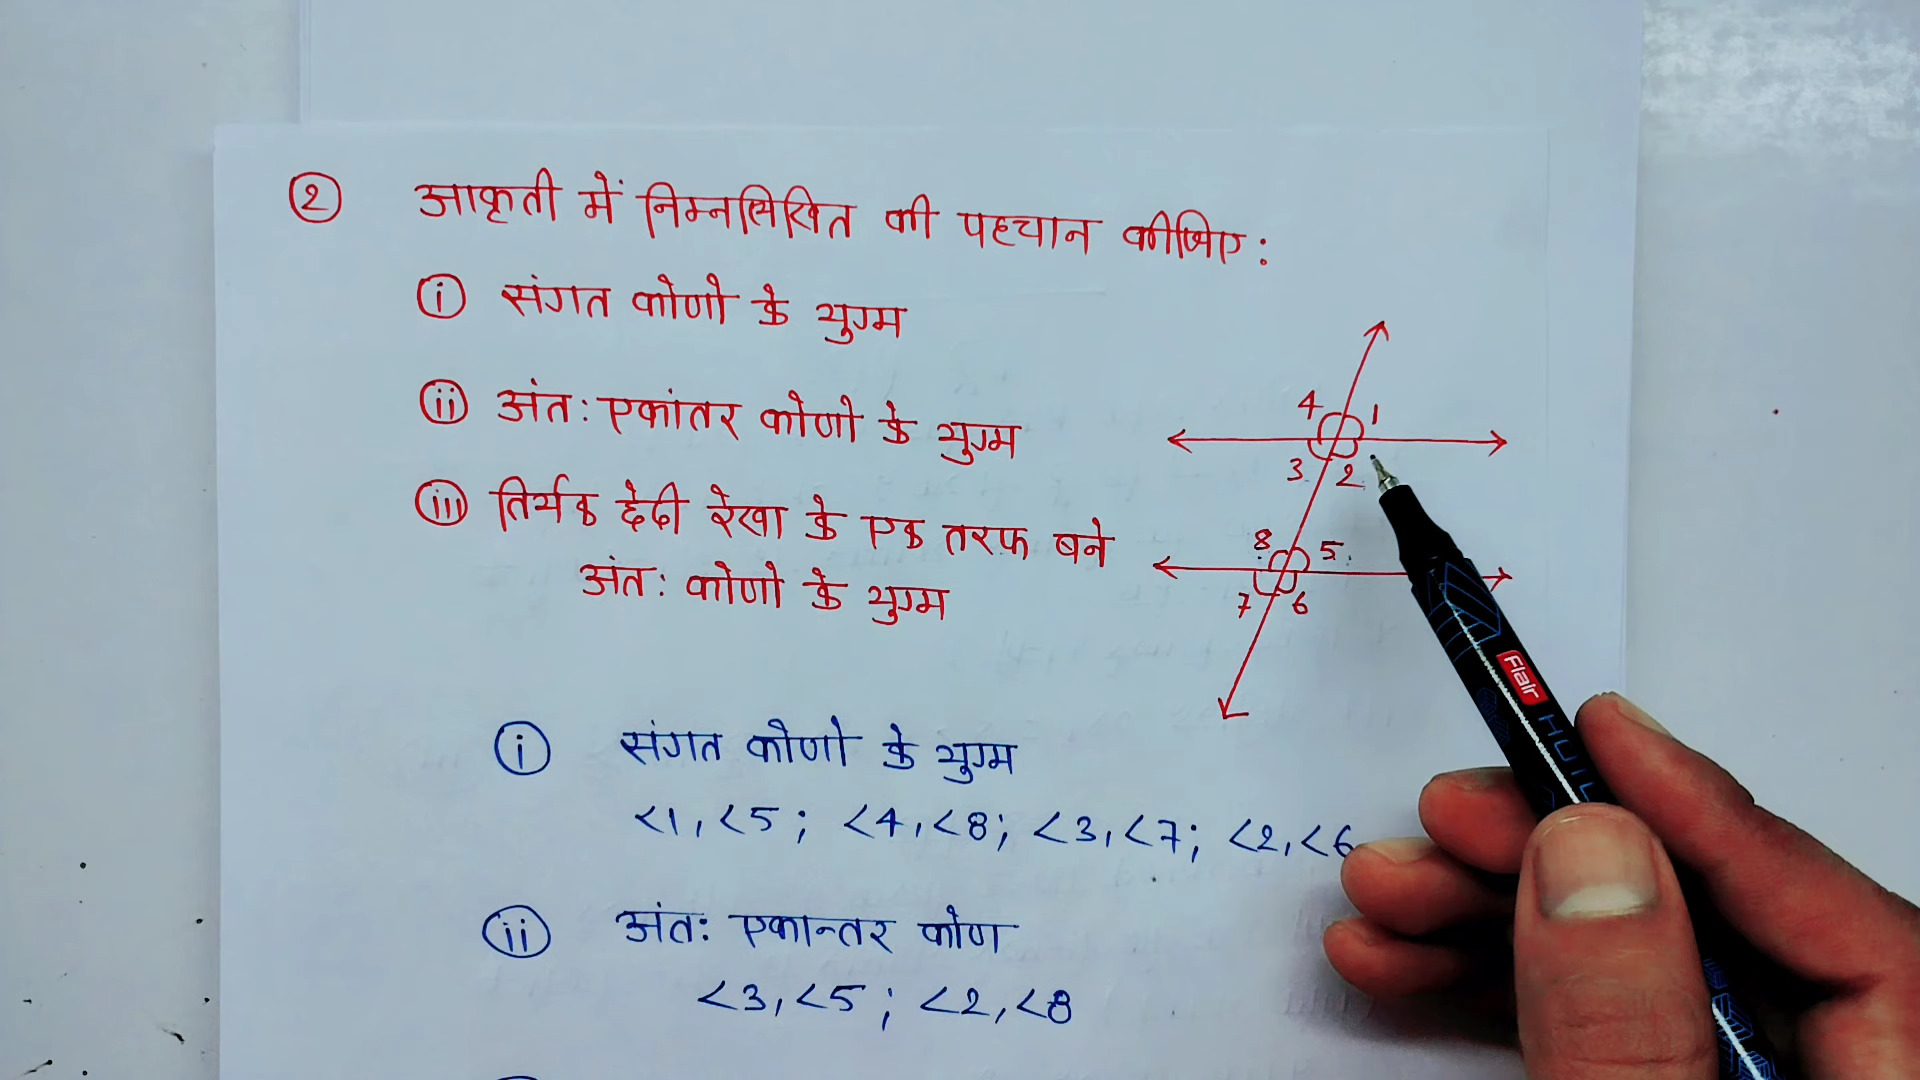 ② आकृती में निम्नलिखित की पहचान कीजिए :
ⓘ संगत कोणो के युग्म
ⅱ अंत: एकांतर कोणो के युग्म
ⅲ तिर्यक छेदी रेखा के एक तरफ बने
अंत: कोणो के युग्म
4 1
3 2
8 5
7 6
Flair
ⓘ संगत कोणो के युग्म
<1, <5 ; <4, <8 ; <3, <7 ; <2, <6
ⅱ अंत: एकान्तर कोण
<3, <5 ; <2, <8